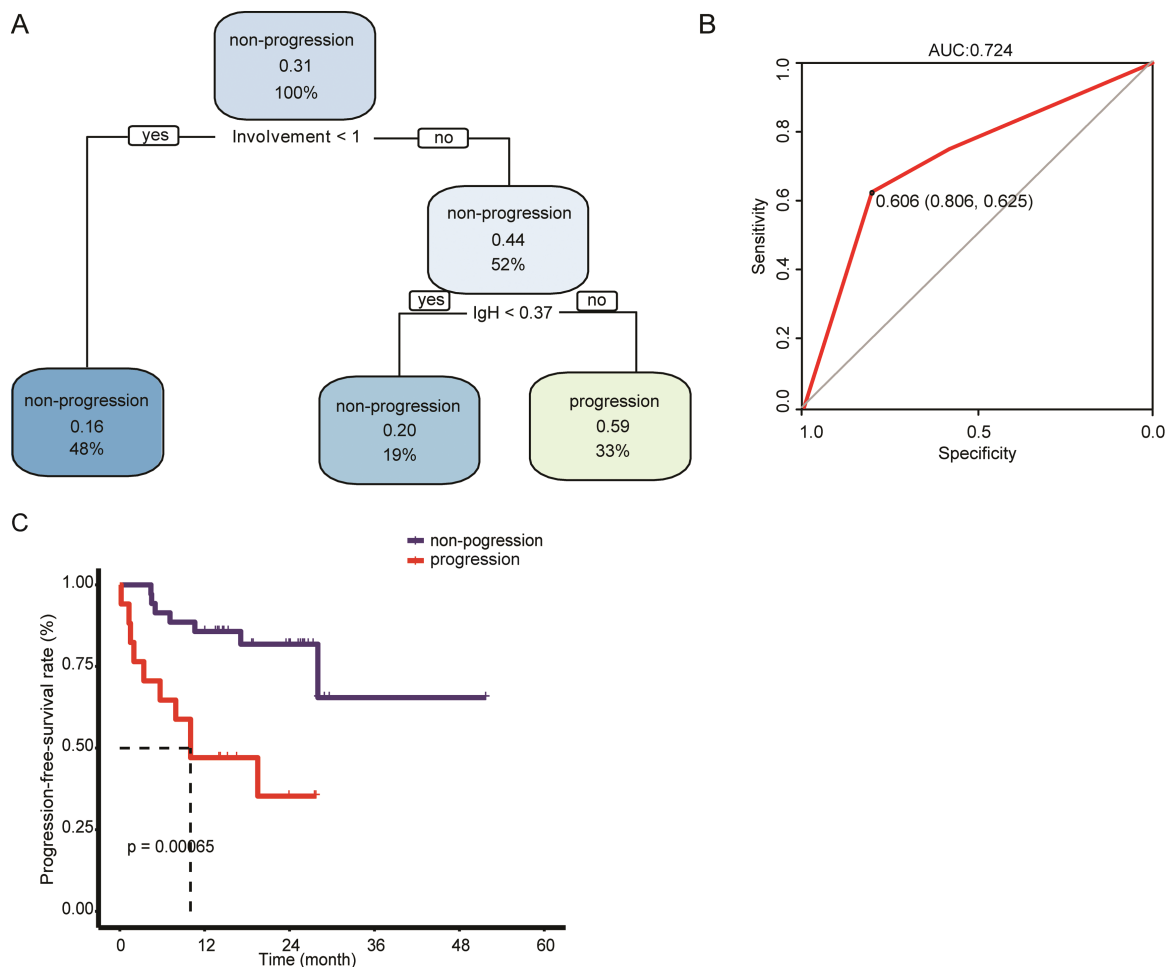 A
non-progression
0.31
100%
yes
Involvement < 1
no
non-progression
0.44
52%
yes
IgH < 0.37
no
non-progression
0.16
48%
non-progression
0.20
19%
progression
0.59
33%
B
AUC:0.724
1.0
0.8
0.6
0.4
0.2
0.0
Sensitivity
0.606 (0.806, 0.625)
1.0
0.5
0.0
Specificity
C
non-pogression
progression
1.00
0.75
0.50
0.25
0.00
Progression-free-survival rate (%)
p = 0.00065
0
12
24
36
48
60
Time (month)